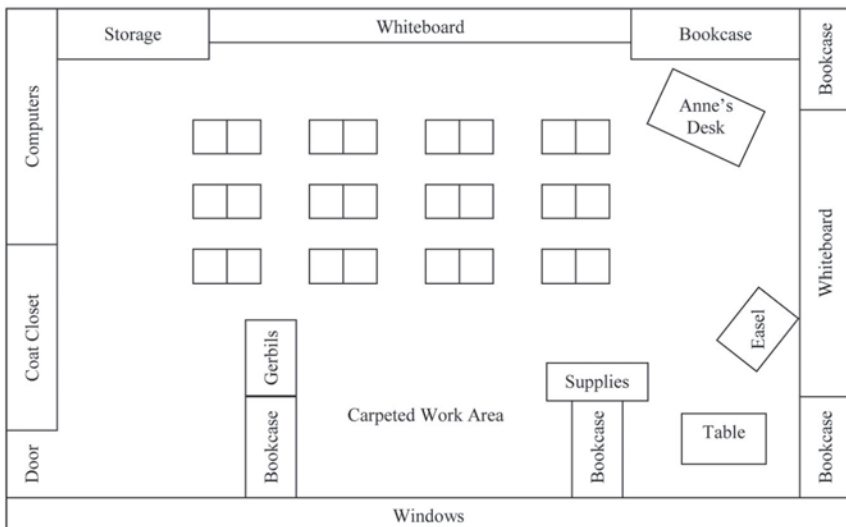 Storage
Whiteboard
Bookcase
Bookcase
Computers
Anne's
Desk
Whiteboard
Coat Closet
Easel
Gerbils
Supplies
Carpeted Work Area
Bookcase
Bookcase
Table
Bookcase
Door
Windows